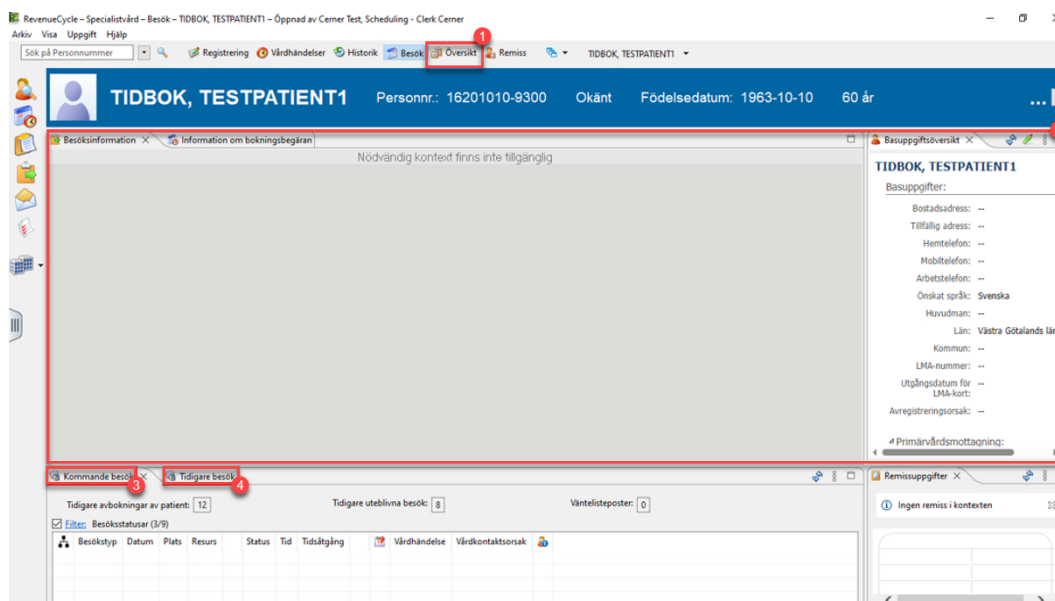 RevenueCycle – Specialistvård – Besök – TIDBOK, TESTPATIENT1 – Öppnad av Cerner Test, Scheduling - Clerk Cerner
Arkiv Visa Uppgift Hjälp
1
Sök på Personnummer Registrering Vårdhändelser Historik Besök Översikt Remiss TIDBOK, TESTPATIENT1
TIDBOK, TESTPATIENT1 Personnr.: 16201010-9300 Okänt Födelsedatum: 1963-10-10 60 år ...
Besöksinformation Information om bokningsbegäran
Nödvändig kontext finns inte tillgänglig
Basuppgiftsöversikt
TIDBOK, TESTPATIENT1
Basuppgifter:
Bostadsadress: --
Tillfällig adress: --
Hemtelefon: --
Mobiltelefon: --
Arbetstelefon: --
Önskat språk: Svenska
Huvudman: --
Län: Västra Götalands län
Kommun: --
LMA-nummer: --
Utgångsdatum för --
LMA-kort:
Avregistreringsorsak: --
Primärvårdsmottagning:
Kommande besök Tidigare besök
3 4
Tidigare avbokningar av patient: 12 Tidigare uteblivna besök: 8 Väntelisteposter: 0
Filter: Besöksstatusar (3/9)
Besökstyp Datum Plats Resurs Status Tid Tidsåtgång Vårdhändelse Vårdkontaktsorsak
Remissuppgifter
Ingen remiss i kontexten